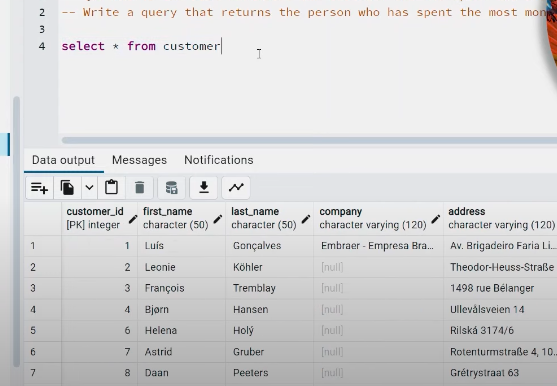 2 -- Write a query that returns the person who has spent the most mon
3
4 select * from customer
Data output Messages Notifications
customer_id first_name last_name company address
[PK] integer character (50) character (50) character varying (120) character varying (120)
1 1 Luís Gonçalves Embraer - Empresa Bra... Av. Brigadeiro Faria Li...
2 2 Leonie Köhler [null] Theodor-Heuss-Straße
3 3 François Tremblay [null] 1498 rue Bélanger
4 4 Bjørn Hansen [null] Ullevålsveien 14
5 6 Helena Holý [null] Rilská 3174/6
6 7 Astrid Gruber [null] Rotenturmstraße 4, 10...
7 8 Daan Peeters [null] Grétrystraat 63